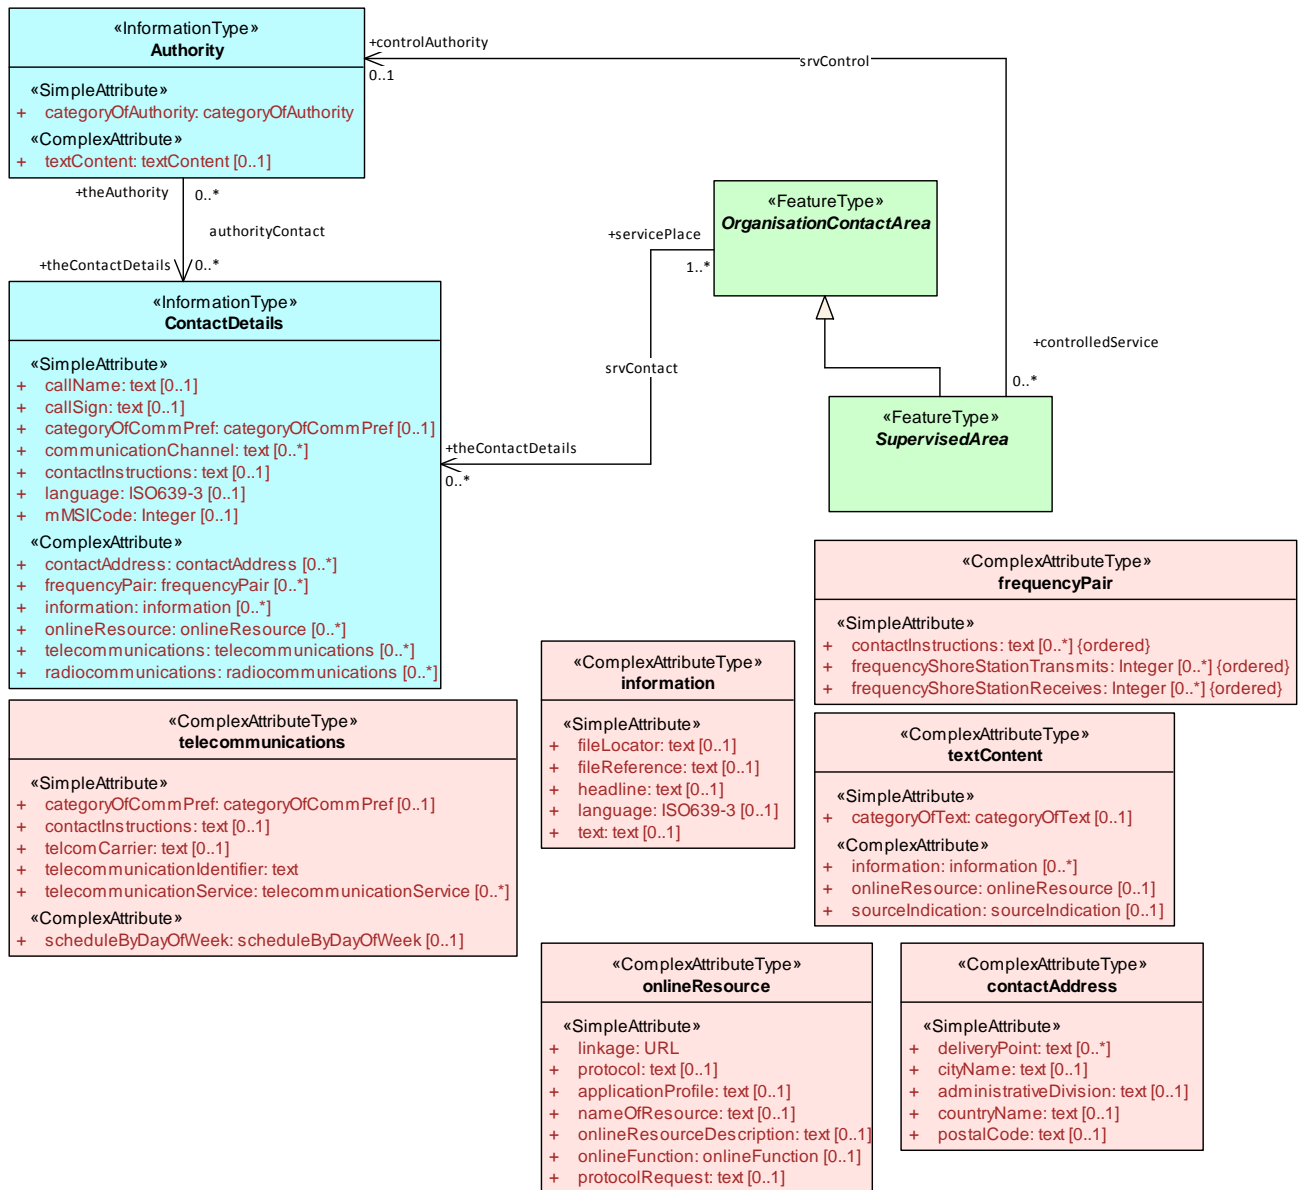 «InformationType»
Authority
«SimpleAttribute»
+ categoryOfAuthority: categoryOfAuthority
«ComplexAttribute»
+ textContent: textContent [0..1]
+controlAuthority
0..1
srvControl
+theAuthority
0..*
authorityContact
+theContactDetails
0..*
«FeatureType»
OrganisationContactArea
+servicePlace
1..*
srvContact
+theContactDetails
0..*
+controlledService
0..*
«FeatureType»
SupervisedArea
«InformationType»
ContactDetails
«SimpleAttribute»
+ callName: text [0..1]
+ callSign: text [0..1]
+ categoryOfCommPref: categoryOfCommPref [0..1]
+ communicationChannel: text [0..*]
+ contactInstructions: text [0..1]
+ language: ISO639-3 [0..1]
+ mMSICode: Integer [0..1]
«ComplexAttribute»
+ contactAddress: contactAddress [0..*]
+ frequencyPair: frequencyPair [0..*]
+ information: information [0..*]
+ onlineResource: onlineResource [0..*]
+ telecommunications: telecommunications [0..*]
+ radiocommunications: radiocommunications [0..*]
«ComplexAttributeType»
frequencyPair
«SimpleAttribute»
+ contactInstructions: text [0..*] {ordered}
+ frequencyShoreStationTransmits: Integer [0..*] {ordered}
+ frequencyShoreStationReceives: Integer [0..*] {ordered}
«ComplexAttributeType»
information
«SimpleAttribute»
+ fileLocator: text [0..1]
+ fileReference: text [0..1]
+ headline: text [0..1]
+ language: ISO639-3 [0..1]
+ text: text [0..1]
«ComplexAttributeType»
telecommunications
«SimpleAttribute»
+ categoryOfCommPref: categoryOfCommPref [0..1]
+ contactInstructions: text [0..1]
+ telcomCarrier: text [0..1]
+ telecommunicationIdentifier: text
+ telecommunicationService: telecommunicationService [0..*]
«ComplexAttribute»
+ scheduleByDayOfWeek: scheduleByDayOfWeek [0..1]
«ComplexAttributeType»
textContent
«SimpleAttribute»
+ categoryOfText: categoryOfText [0..1]
«ComplexAttribute»
+ information: information [0..*]
+ onlineResource: onlineResource [0..1]
+ sourceIndication: sourceIndication [0..1]
«ComplexAttributeType»
onlineResource
«SimpleAttribute»
+ linkage: URL
+ protocol: text [0..1]
+ applicationProfile: text [0..1]
+ nameOfResource: text [0..1]
+ onlineResourceDescription: text [0..1]
+ onlineFunction: onlineFunction [0..1]
+ protocolRequest: text [0..1]
«ComplexAttributeType»
contactAddress
«SimpleAttribute»
+ deliveryPoint: text [0..*]
+ cityName: text [0..1]
+ administrativeDivision: text [0..1]
+ countryName: text [0..1]
+ postalCode: text [0..1]